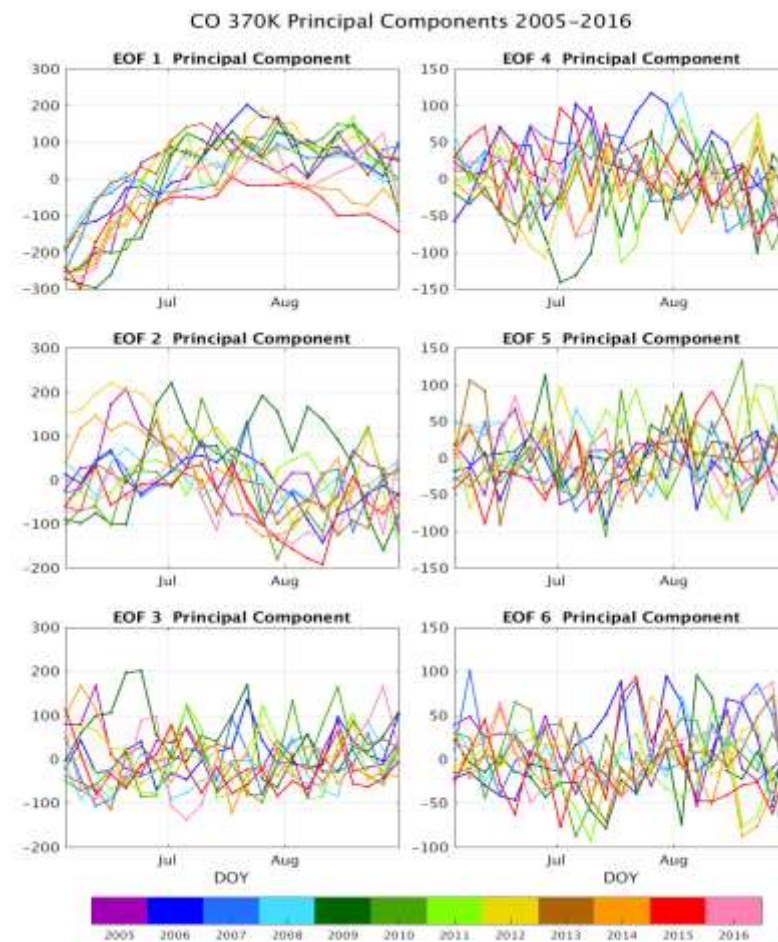 CO 370K Principal Components 2005-2016
EOF 1 Principal Component
300
200
100
0
-100
-200
-300
Jul
Aug
EOF 4 Principal Component
150
100
50
0
-50
-100
-150
Jul
Aug
EOF 2 Principal Component
300
200
100
0
-100
-200
Jul
Aug
EOF 5 Principal Component
150
100
50
0
-50
-100
-150
Jul
Aug
EOF 3 Principal Component
300
200
100
0
-100
-200
Jul
Aug
DOY
EOF 6 Principal Component
150
100
50
0
-50
-100
Jul
Aug
DOY
2005 2006 2007 2008 2009 2010 2011 2012 2013 2014 2015 2016